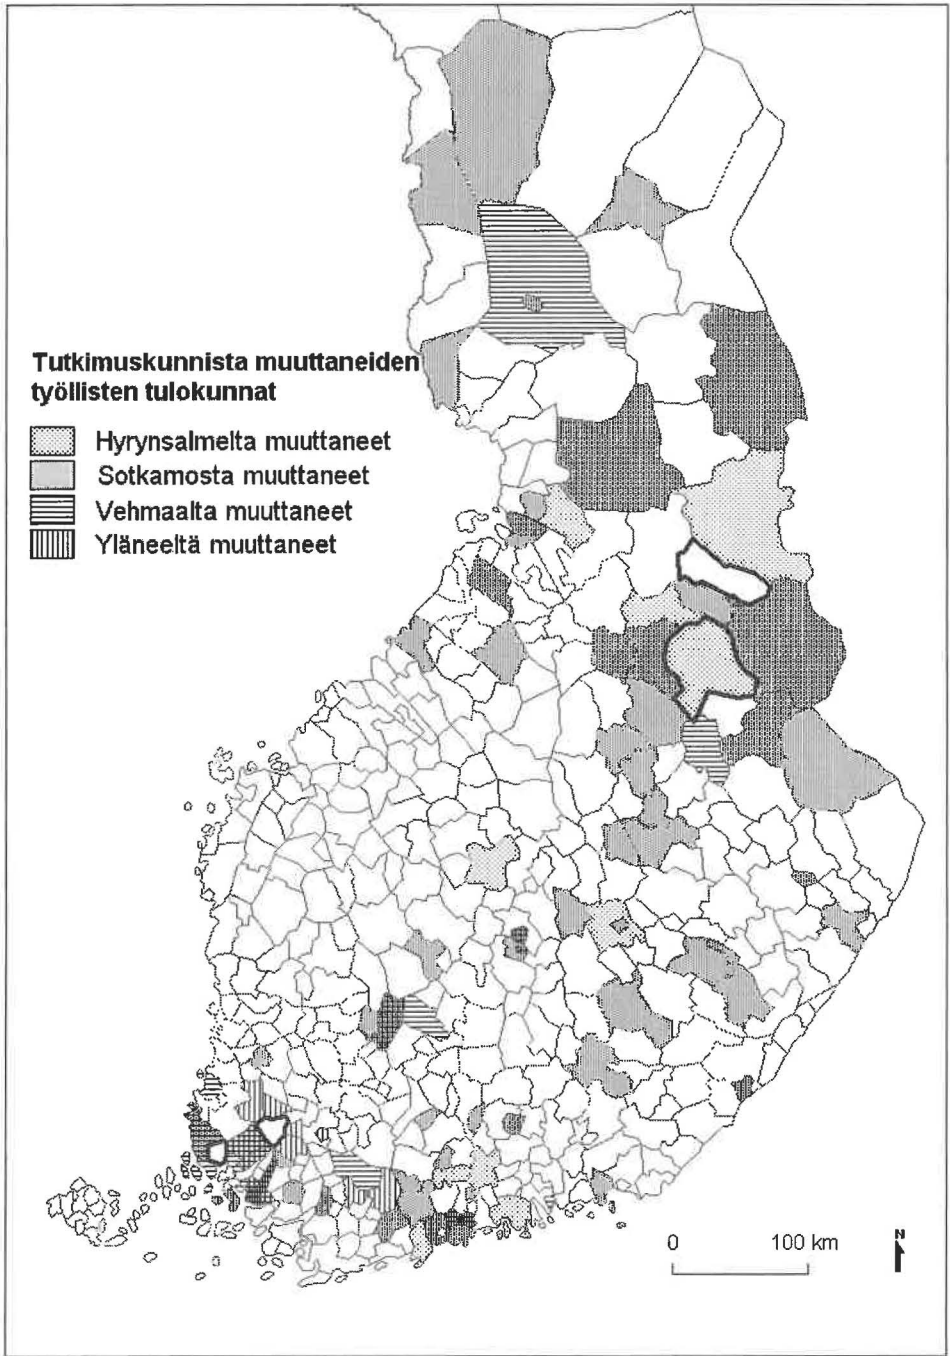 Tutkimuskunnista muuttaneiden
työllisten tulokunnat
Hyrynsalmelta muuttaneet
Sotkamosta muuttaneet
Vehmaalta muuttaneet
Yläneeltä muuttaneet
0 100 km
N